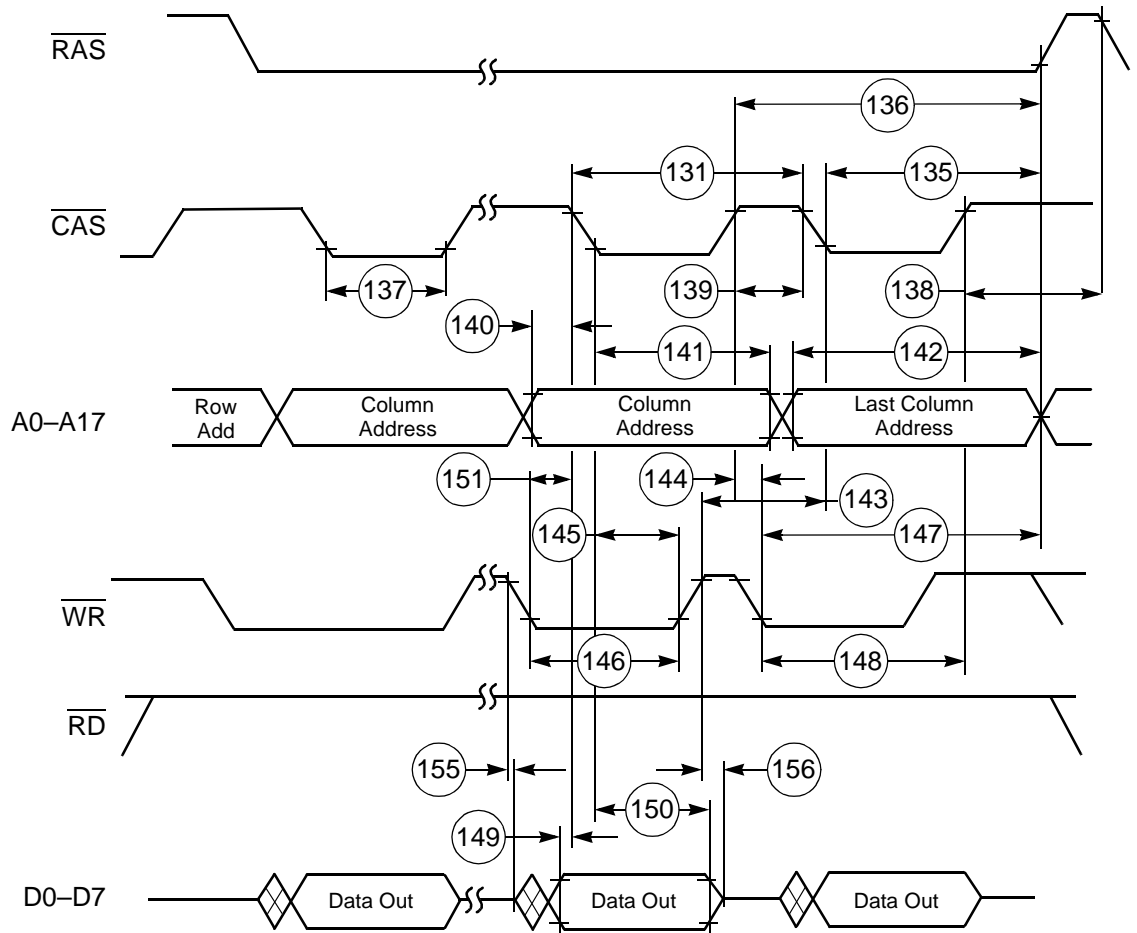 RAS
136
131
135
CAS
137
139
138
140
141
142
A0–A17
Row
Add
Column
Address
Column
Address
Last Column
Address
151
144
143
145
147
WR
146
148
RD
155
156
150
149
D0–D7
Data Out
Data Out
Data Out